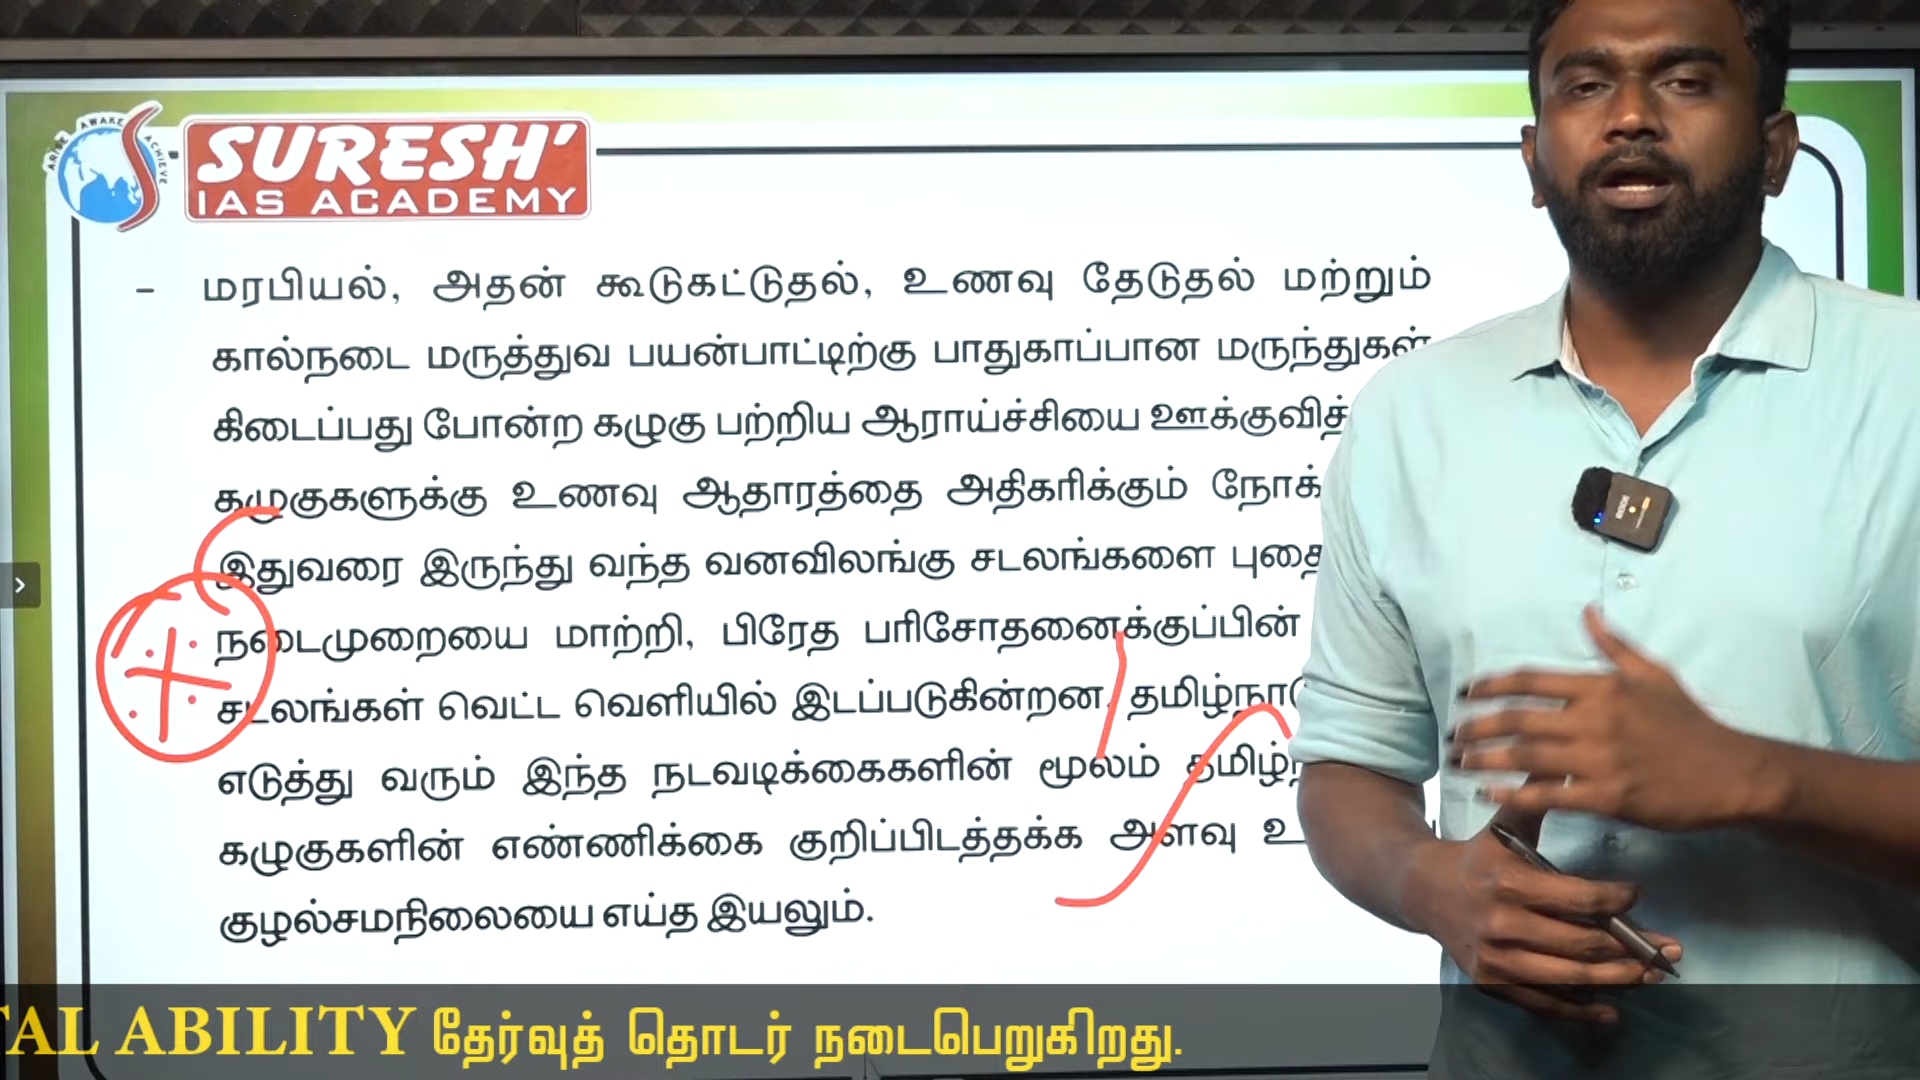 ARISE AWAKE ACHIEVE
SURESH'
IAS ACADEMY
– மரபியல், அதன் கூடுகட்டுதல், உணவு தேடுதல் மற்றும்
கால்நடை மருத்துவ பயன்பாட்டிற்கு பாதுகாப்பான மருந்துகள்
கிடைப்பது போன்ற கழுகு பற்றிய ஆராய்ச்சியை
கழுகுகளுக்கு உணவு ஆதாரத்தை அதிகரிக்கும்
இதுவரை இருந்து வந்த வனவிலங்கு சடலங்களை
நடைமுறையை மாற்றி, பிரேத பரிசோதனைக்குப்பின்
சடலங்கள் வெட்ட வெளியில் இடப்படுகின்றன.
எடுத்து வரும் இந்த நடவடிக்கைகளின் மூலம்
கழுகுகளின் எண்ணிக்கை குறிப்பிடத்தக்க அளவு
குழல்சமநிலையை எய்த இயலும்.
ABILITY தேர்வுத் தொடர் நடைபெறுகிறது.